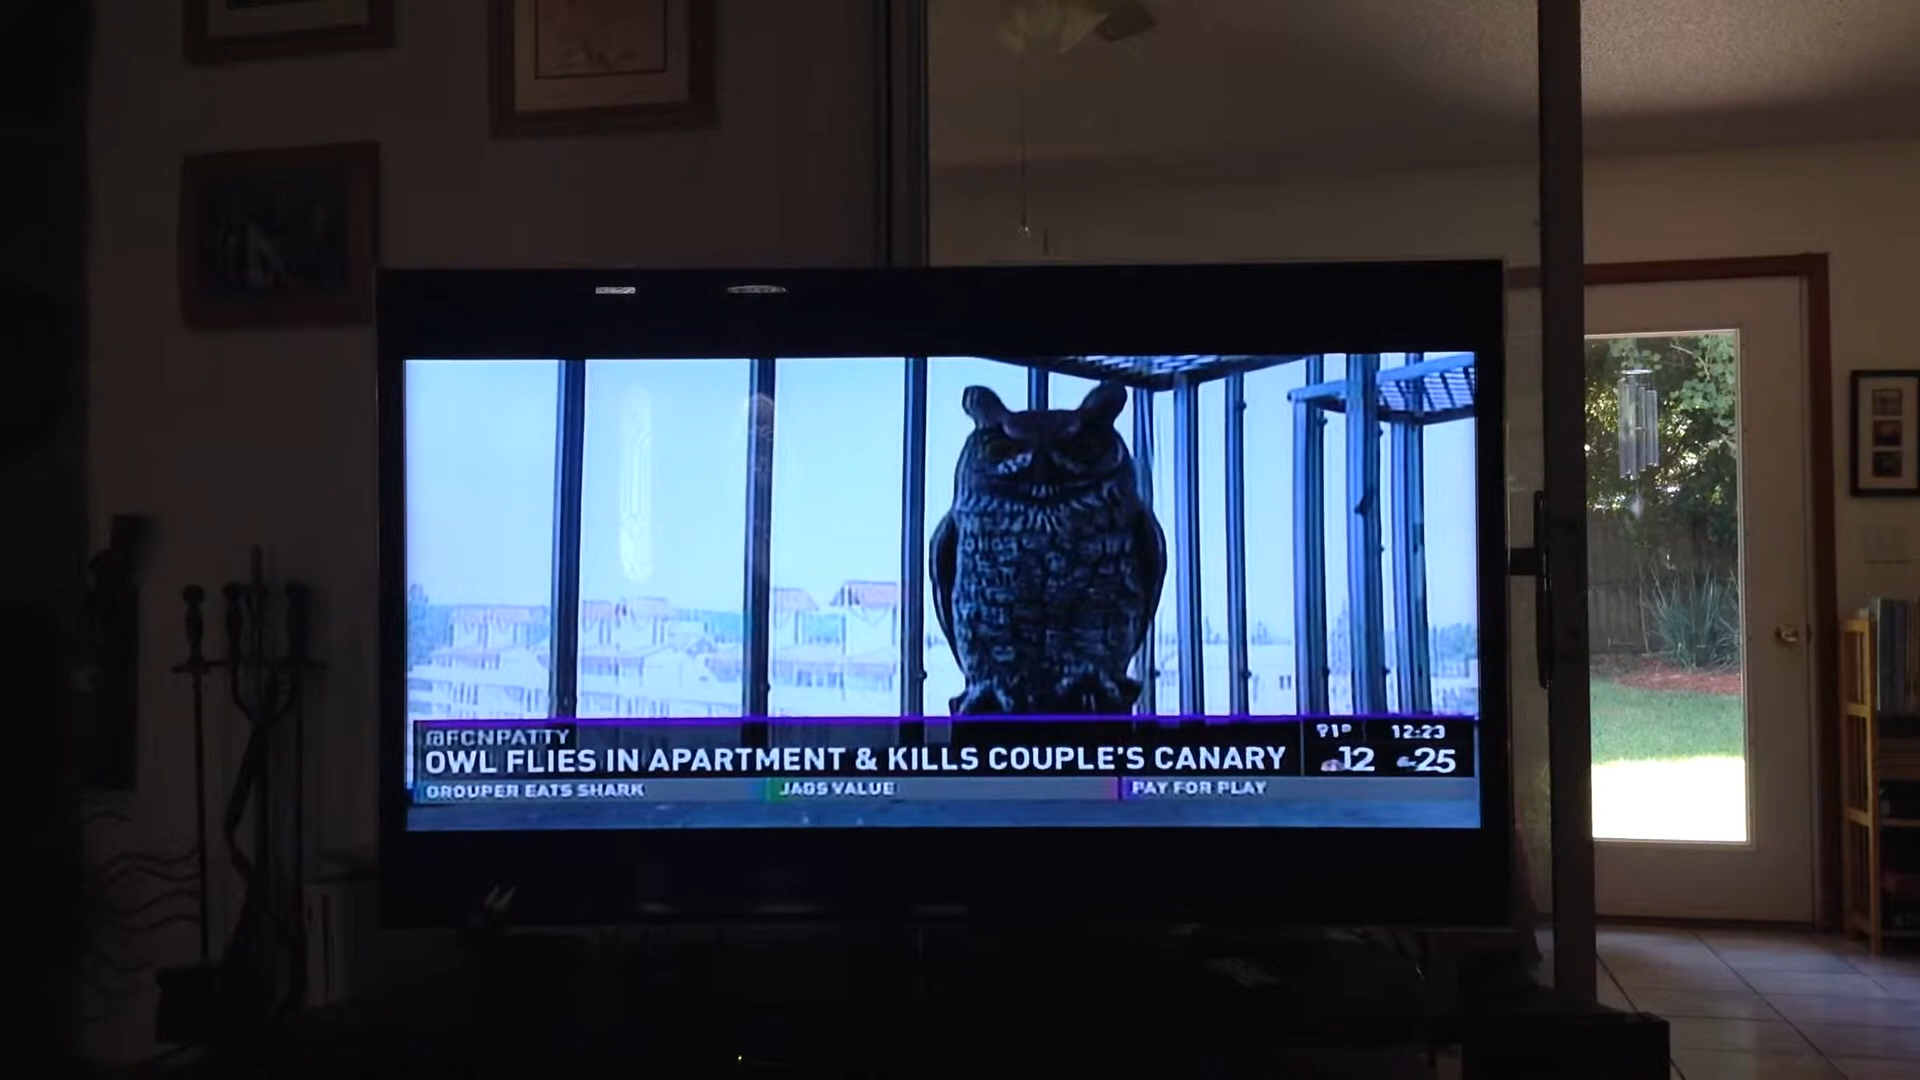 @FCNPATTY
OWL FLIES IN APARTMENT & KILLS COUPLE'S CANARY
91° 12:23
12 25
GROUPER EATS SHARK JAGS VALUE PAY FOR PLAY